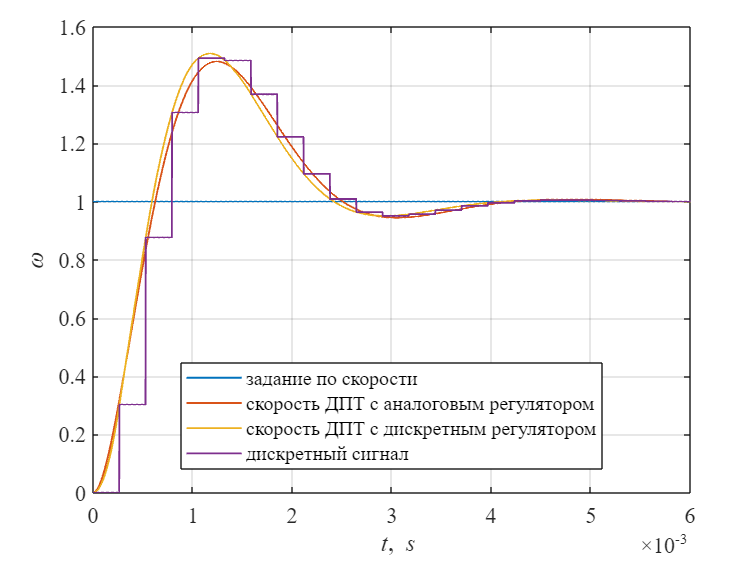 1.6
1.4
1.2
1
0.8
0.6
0.4
0.2
0
ω
задание по скорости
скорость ДПТ с аналоговым регулятором
скорость ДПТ с дискретным регулятором
дискретный сигнал
0 1 2 3 4 5 6
t, s
×10⁻³